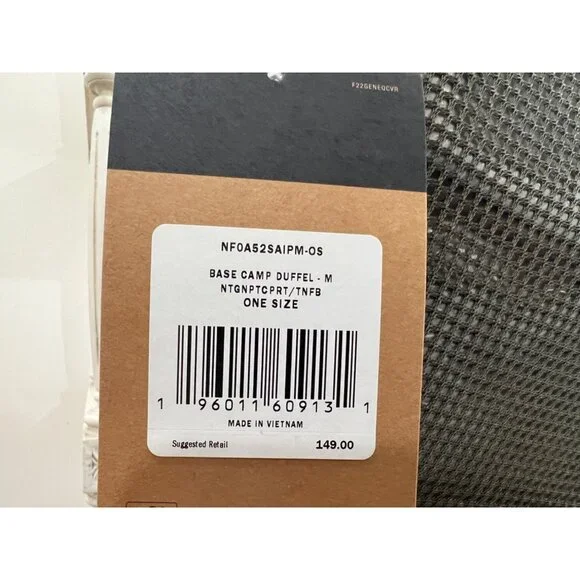 F22GENEQCVR
NF0A52SAIPM-OS
BASE CAMP DUFFEL - M
NTGNPTCPRT/TNFB
ONE SIZE
1 96011 60913 1
MADE IN VIETNAM
Suggested Retail 149.00